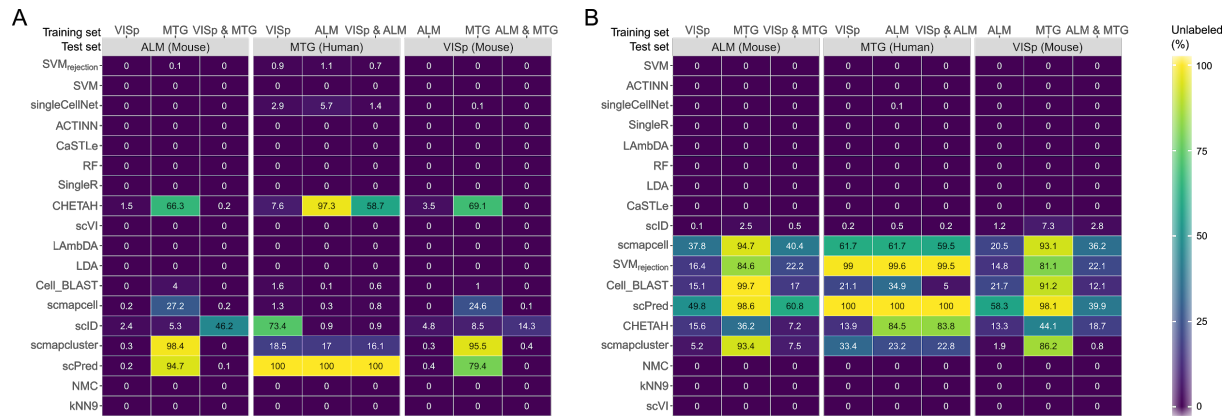 A
Training set VISp MTG VISp & MTG VISp ALM VISp & ALM ALM MTG ALM & MTG
Test set ALM (Mouse) MTG (Human) VISp (Mouse)
SVMrejection 0 0.1 0 0.9 1.1 0.7 0 0 0
SVM 0 0 0 0 0 0 0 0 0
singleCellNet 0 0 0 2.9 5.7 1.4 0 0.1 0
ACTINN 0 0 0 0 0 0 0 0 0
CaSTLe 0 0 0 0 0 0 0 0 0
RF 0 0 0 0 0 0 0 0 0
SingleR 0 0 0 0 0 0 0 0 0
CHETAH 1.5 66.3 0.2 7.6 97.3 58.7 3.5 69.1 0
scVI 0 0 0 0 0 0 0 0 0
LAmbDA 0 0 0 0 0 0 0 0 0
LDA 0 0 0 0 0 0 0 0 0
Cell_BLAST 0 4 0 1.6 0.1 0.6 0 1 0
scmapcell 0.2 27.2 0.2 1.3 0.3 0.8 0 24.6 0.1
scID 2.4 5.3 46.2 73.4 0.9 0.9 4.8 8.5 14.3
scmapcluster 0.3 98.4 0 18.5 17 16.1 0.3 95.5 0.4
scPred 0.2 94.7 0.1 100 100 100 0.4 79.4 0
NMC 0 0 0 0 0 0 0 0 0
kNN9 0 0 0 0 0 0 0 0 0
B
Training set VISp MTG VISp & MTG VISp ALM VISp & ALM ALM MTG ALM & MTG
Test set ALM (Mouse) MTG (Human) VISp (Mouse)
SVM 0 0 0 0 0 0 0 0 0
ACTINN 0 0 0 0 0 0 0 0 0
singleCellNet 0 0 0 0 0.1 0 0 0 0
SingleR 0 0 0 0 0 0 0 0 0
LAmbDA 0 0 0 0 0 0 0 0 0
RF 0 0 0 0 0 0 0 0 0
LDA 0 0 0 0 0 0 0 0 0
CaSTLe 0 0 0 0 0 0 0 0 0
scID 0.1 2.5 0.5 0.2 0.5 0.2 1.2 7.3 2.8
scmapcell 37.8 94.7 40.4 61.7 61.7 59.5 20.5 93.1 36.2
SVMrejection 16.4 84.6 22.2 99 99.6 99.5 14.8 81.1 22.1
Cell_BLAST 15.1 99.7 17 21.1 34.9 5 21.7 91.2 12.1
scPred 49.8 98.6 60.8 100 100 100 58.3 98.1 39.9
CHETAH 15.6 36.2 7.2 13.9 84.5 83.8 13.3 44.1 18.7
scmapcluster 5.2 93.4 7.5 33.4 23.2 22.8 1.9 86.2 0.8
NMC 0 0 0 0 0 0 0 0 0
kNN9 0 0 0 0 0 0 0 0 0
scVI 0 0 0 0 0 0 0 0 0
Unlabeled
(%)
100
75
50
25
0